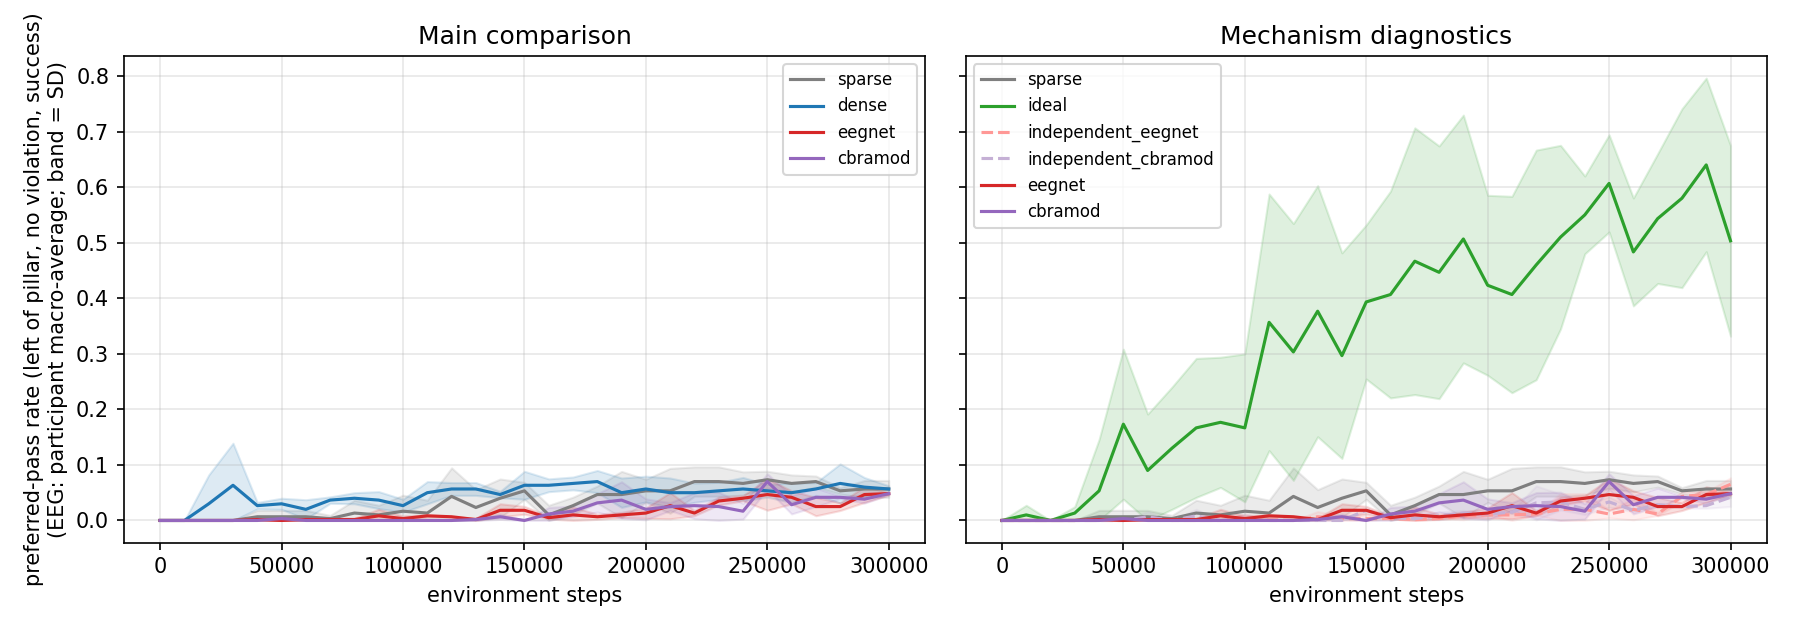 Main comparison
preferred-pass rate (left of pillar, no violation, success)
(EEG: participant macro-average; band = SD)
0.8
0.7
0.6
0.5
0.4
0.3
0.2
0.1
0.0
sparse
dense
eegnet
cbramod
0 50000 100000 150000 200000 250000 300000
environment steps
Mechanism diagnostics
sparse
ideal
independent_eegnet
independent_cbramod
eegnet
cbramod
0 50000 100000 150000 200000 250000 300000
environment steps